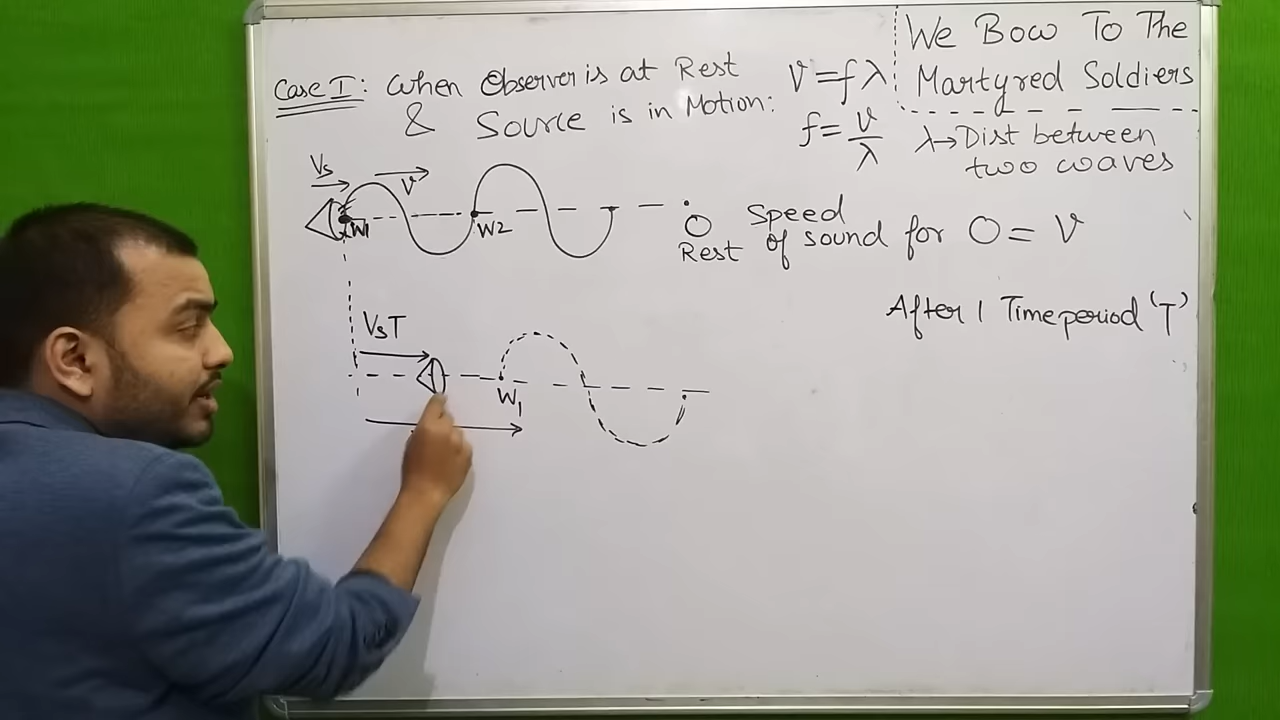 We Bow To The
Martyred Soldiers
Case I: When Observer is at Rest
& Source is in Motion:
V = fλ
f = V/λ
λ→Dist between
two waves
Vs
V
W1
W2
O
Rest
Speed
of sound for O = V
After 1 Timeperiod 'T'
VsT
W1